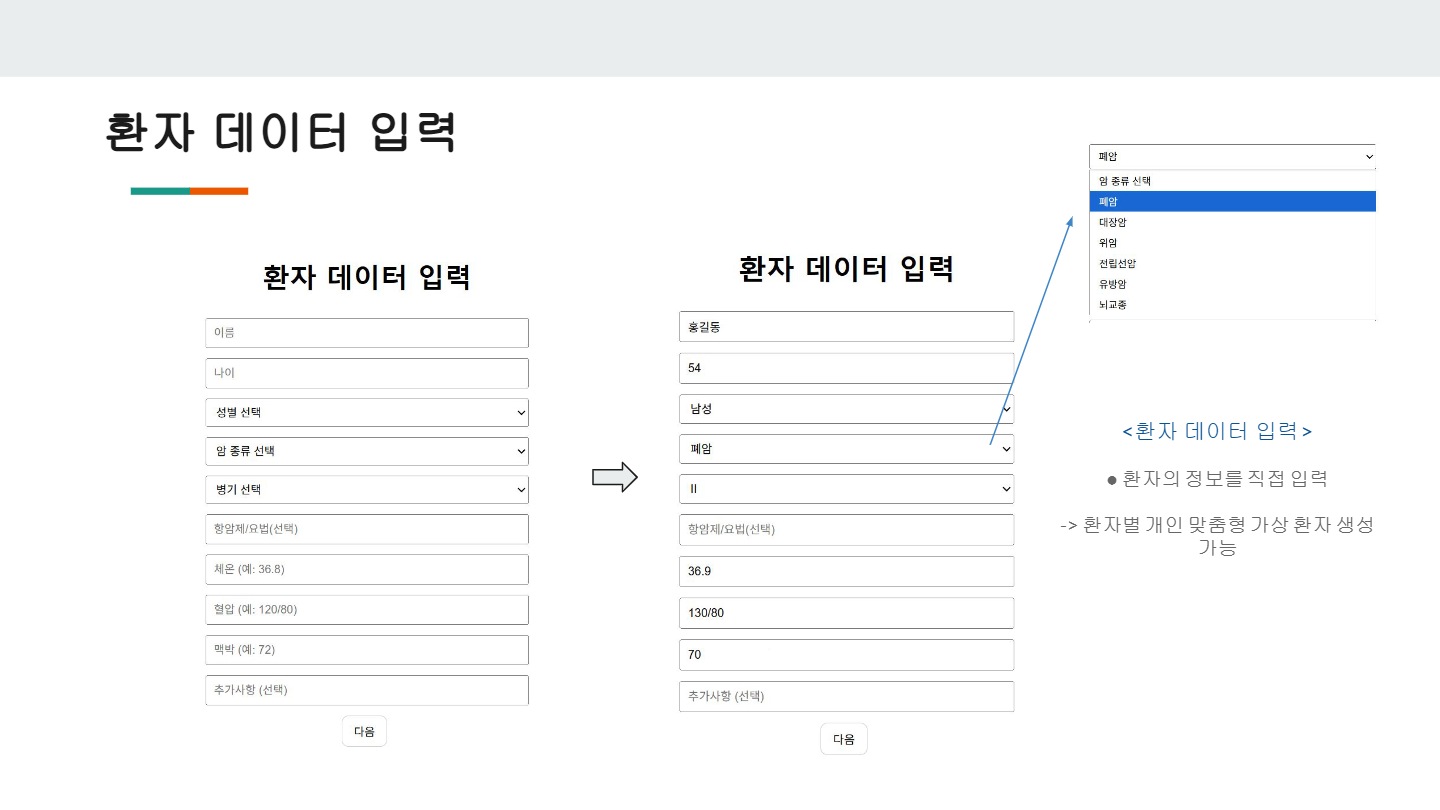 환자 데이터 입력
환자 데이터 입력
이름
나이
성별 선택
암 종류 선택
병기 선택
항암제/요법(선택)
체온 (예: 36.8)
혈압 (예: 120/80)
맥박 (예: 72)
추가사항 (선택)
다음
환자 데이터 입력
홍길동
54
남성
폐암
II
항암제/요법(선택)
36.9
130/80
70
추가사항 (선택)
다음
폐암
암 종류 선택
폐암
대장암
위암
전립선암
유방암
뇌교종
<환자 데이터 입력>
● 환자의 정보를 직접 입력
-> 환자별 개인 맞춤형 가상 환자 생성
가능